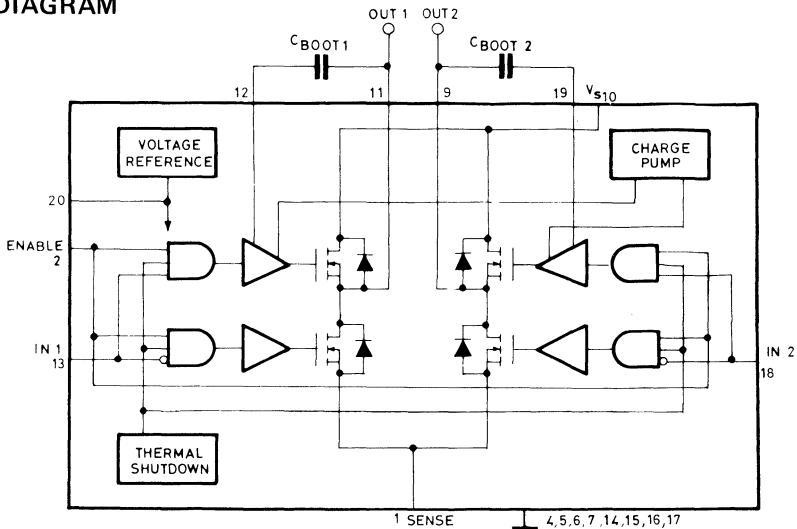 DIAGRAM
OUT 1 OUT 2
CBOOT 1 CBOOT 2
12 11 9 19 Vs10
VOLTAGE
REFERENCE
CHARGE
PUMP
20
ENABLE
2
IN 1
13
IN 2
18
THERMAL
SHUTDOWN
1 SENSE
4,5,6,7,14,15,16,17